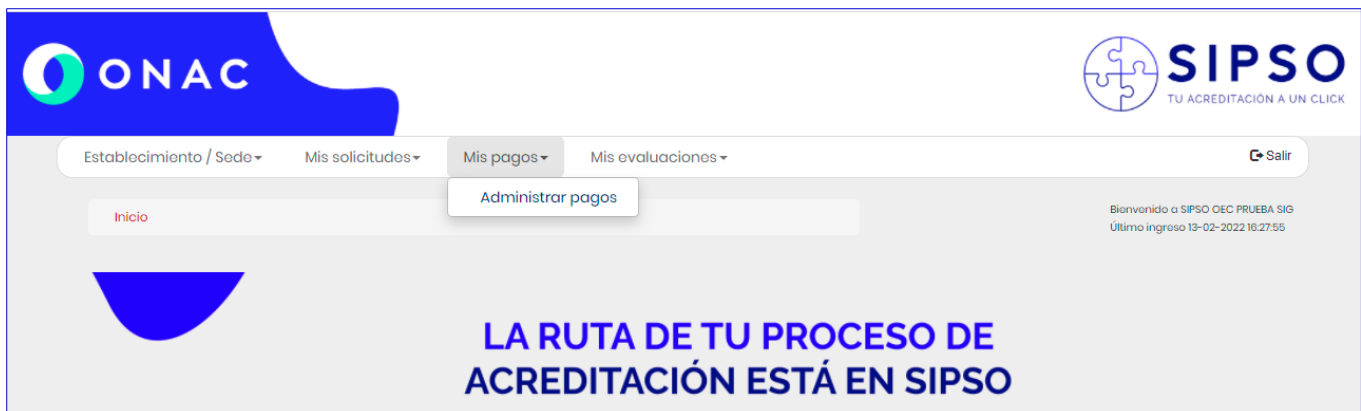 ONAC
SIPSO
TU ACREDITACIÓN A UN CLICK
Establecimiento / Sede Mis solicitudes Mis pagos Mis evaluaciones Salir
Administrar pagos
Inicio
Bienvenido a SIPSO OEC PRUEBA SIG
Último ingreso 13-02-2022 16:27:55
LA RUTA DE TU PROCESO DE
ACREDITACIÓN ESTÁ EN SIPSO